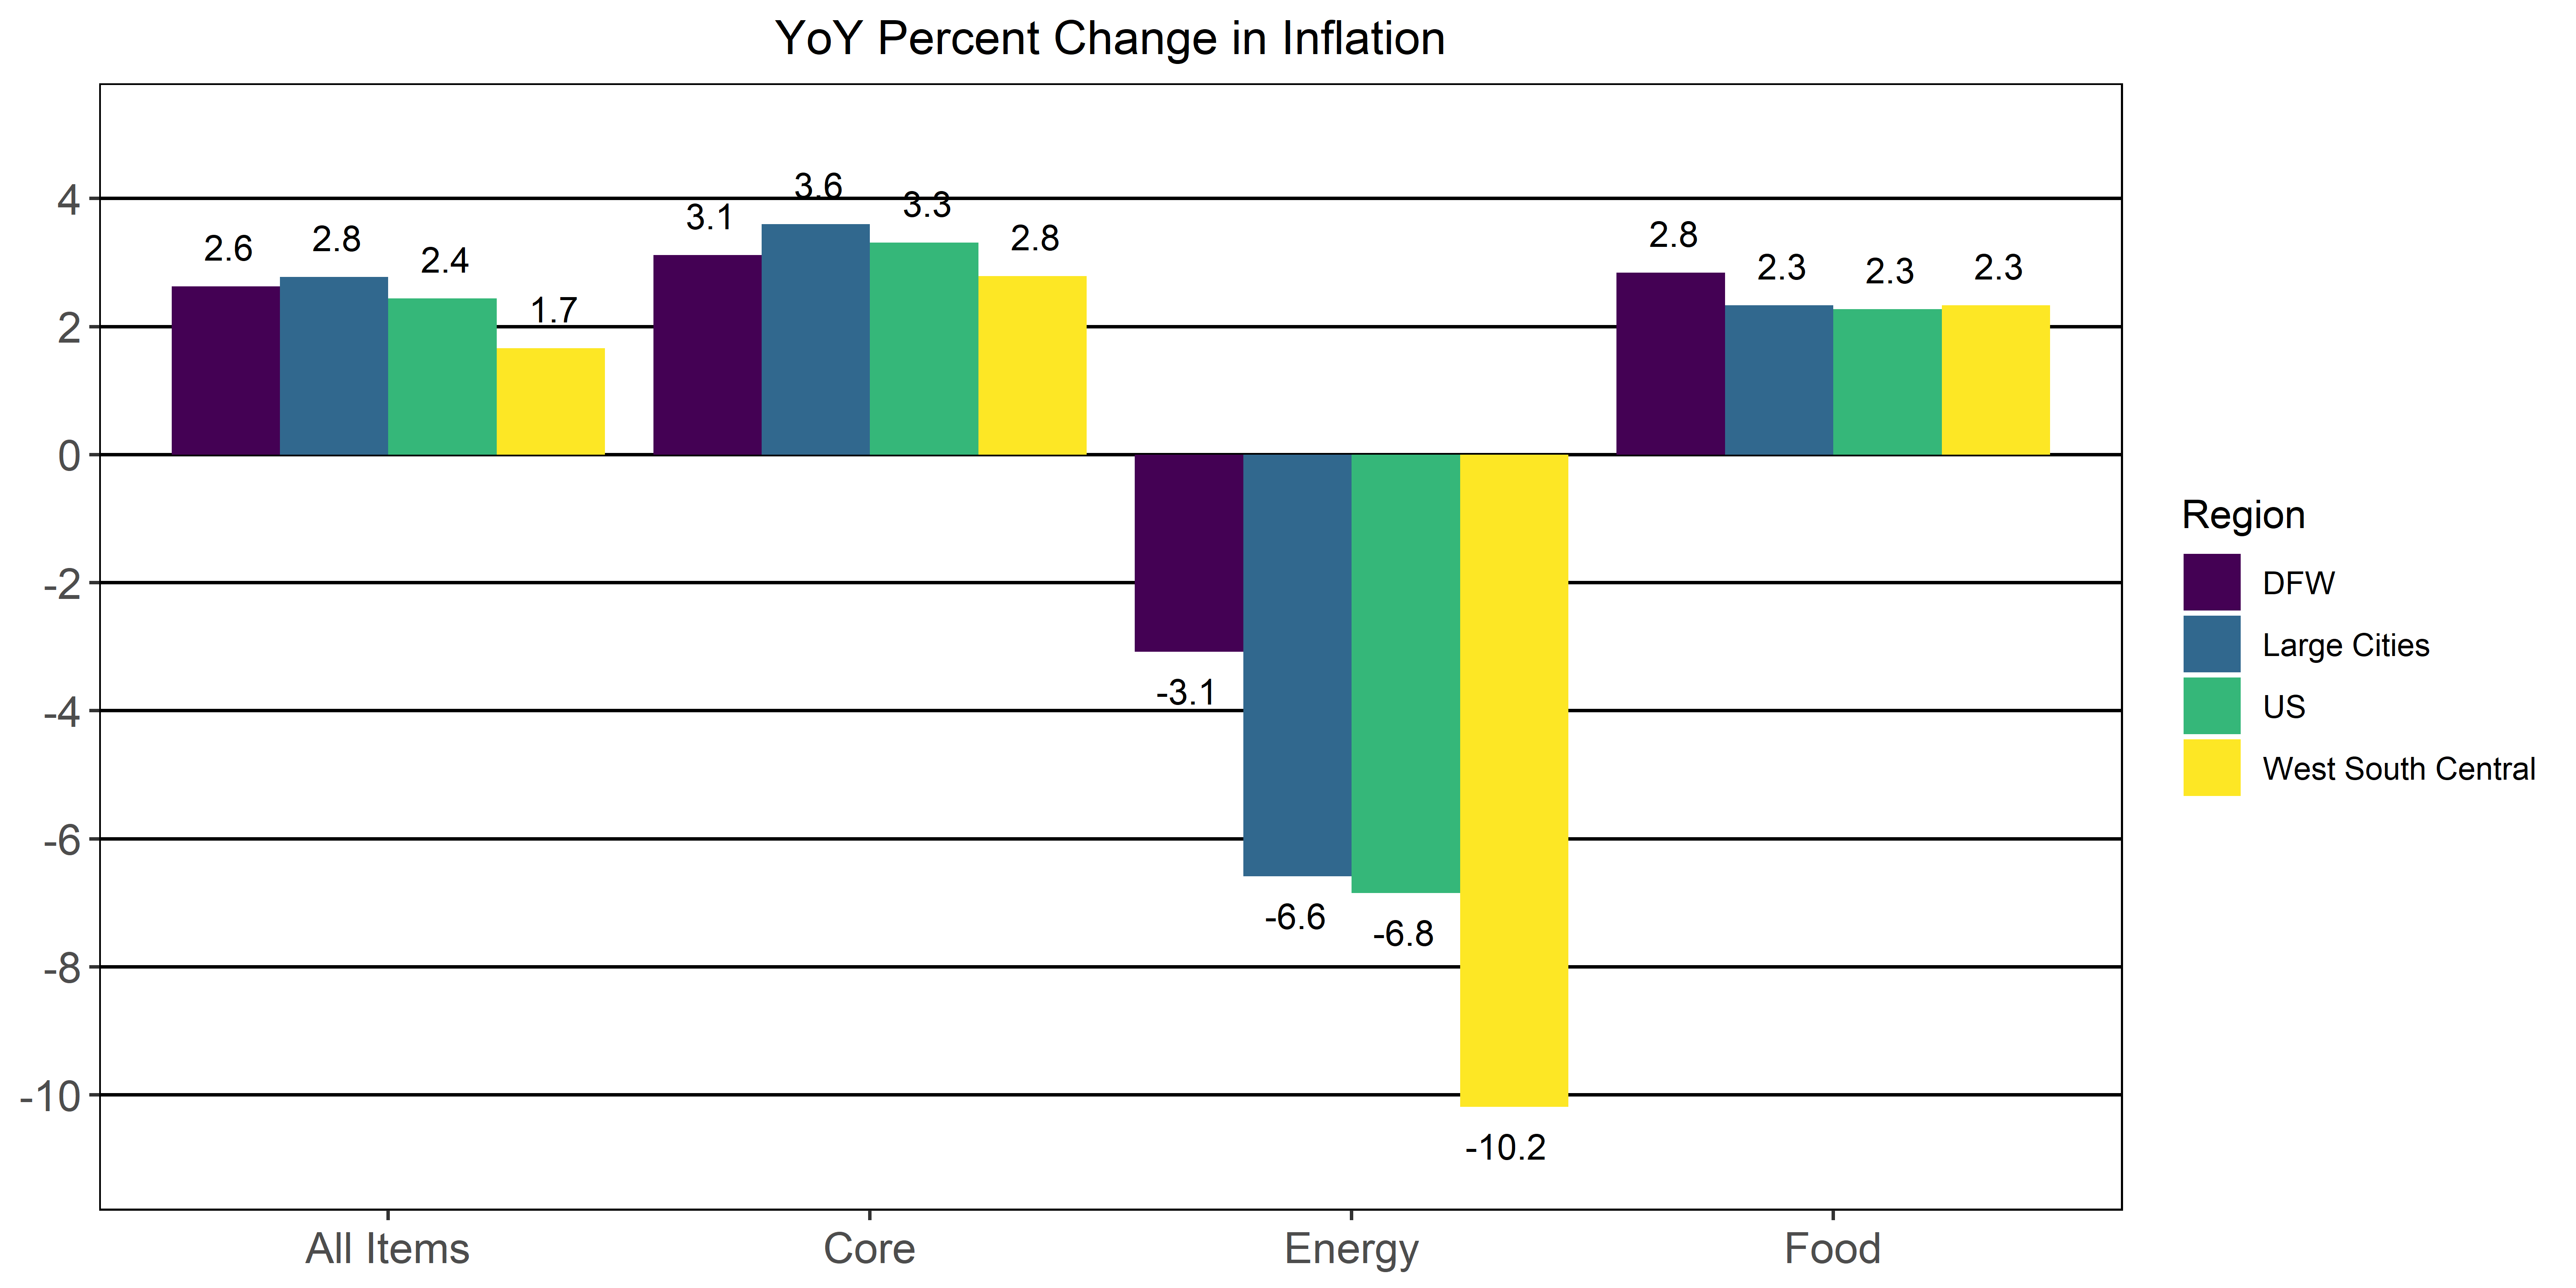 YoY Percent Change in Inflation
4
2
0
-2
-4
-6
-8
-10
2.6
2.8
2.4
1.7
3.1
3.6
3.3
2.8
-3.1
-6.6
-6.8
-10.2
2.8
2.3
2.3
2.3
All Items
Core
Energy
Food
Region
DFW
Large Cities
US
West South Central